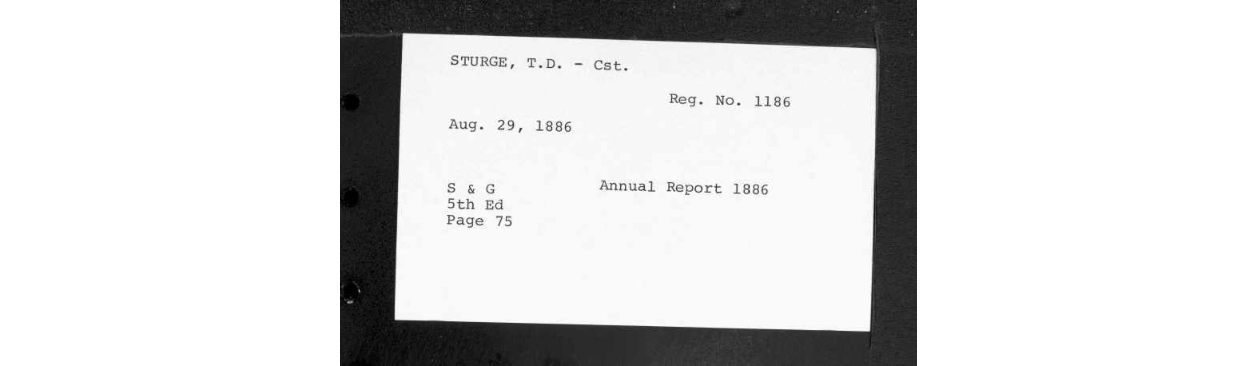 STURGE, T.D. - Cst.
Reg. No. 1186
Aug. 29, 1886
S & G Annual Report 1886
5th Ed
Page 75